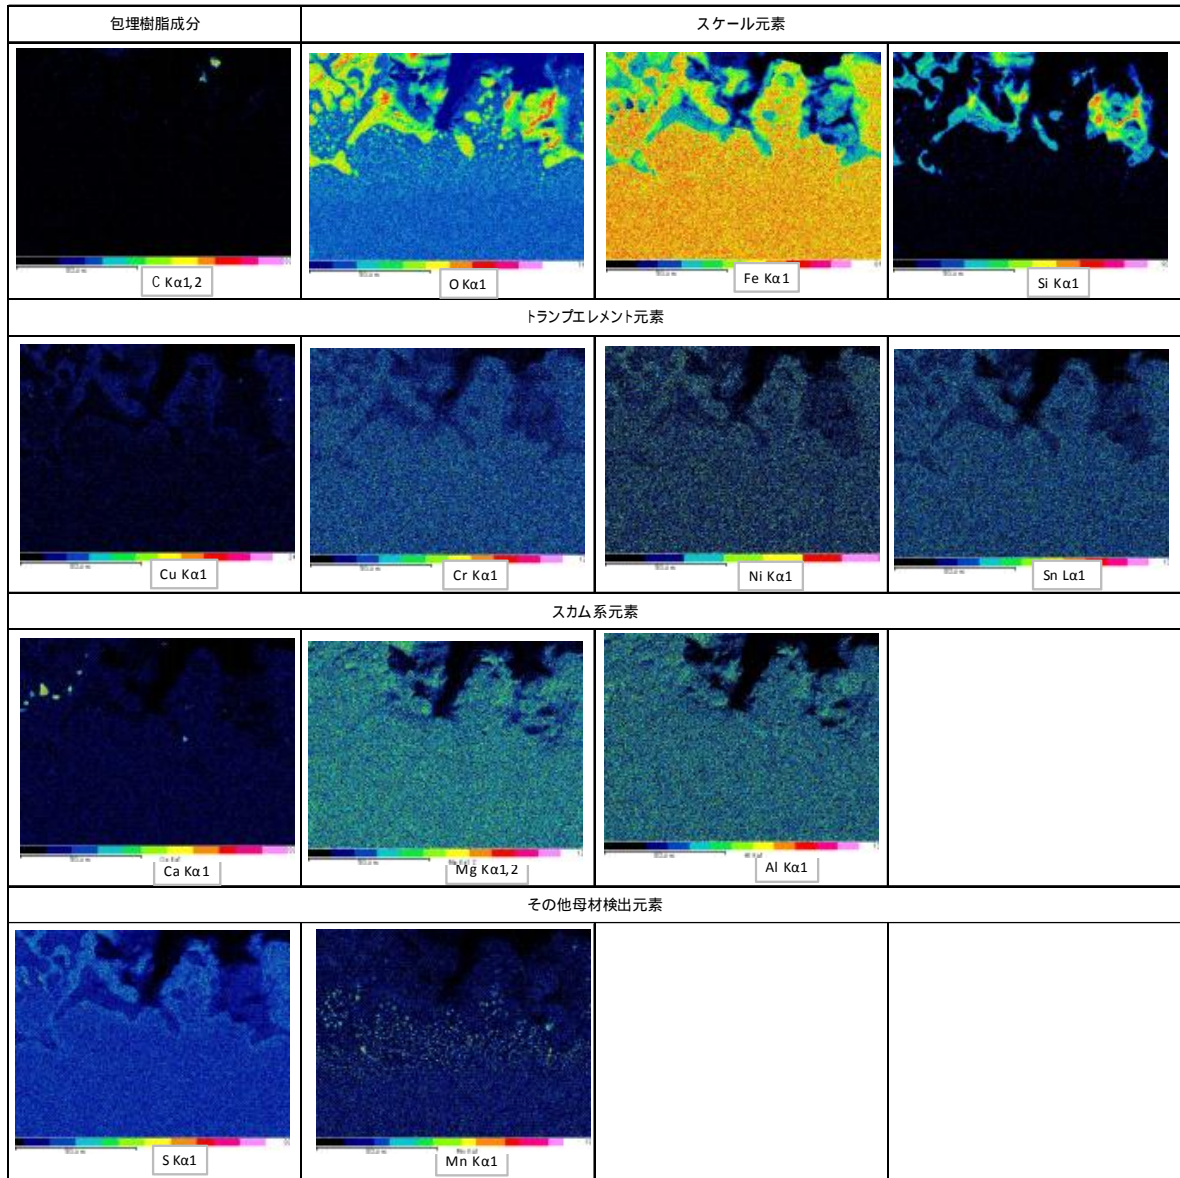 包埋樹脂成分
スケール元素
C Kα1,2
O Kα1
Fe Kα1
Si Kα1
トランプエレメント元素
Cu Kα1
Cr Kα1
Ni Kα1
Sn Lα1
スカム系元素
Ca Kα1
Mg Kα1,2
Al Kα1
その他母材検出元素
S Kα1
Mn Kα1